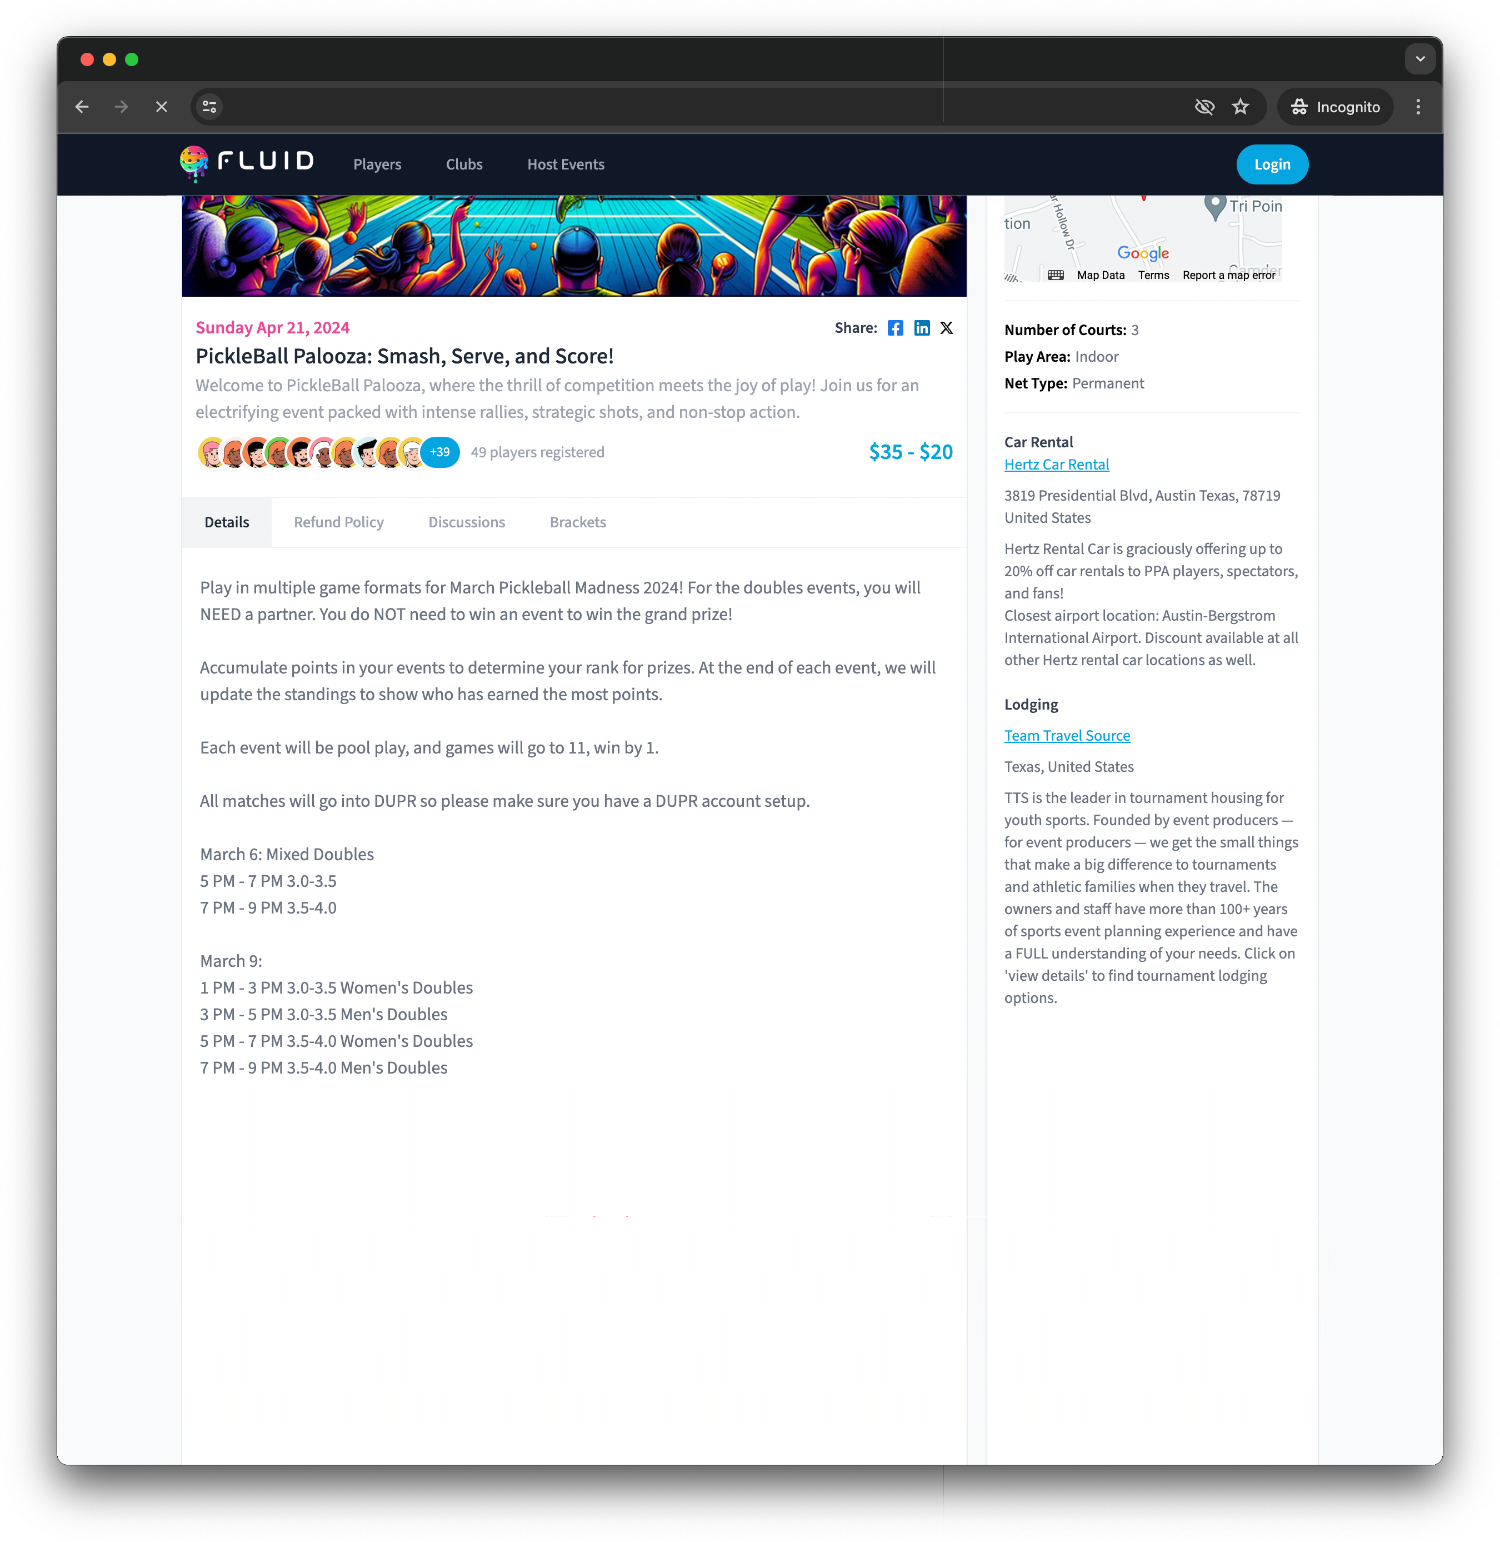 Incognito
FLUID
Players
Clubs
Host Events
Login
Sunday Apr 21, 2024
Share:
PickleBall Palooza: Smash, Serve, and Score!
Welcome to PickleBall Palooza, where the thrill of competition meets the joy of play! Join us for an
electrifying event packed with intense rallies, strategic shots, and non-stop action.
+39
49 players registered
$35 - $20
Details
Refund Policy
Discussions
Brackets
Play in multiple game formats for March Pickleball Madness 2024! For the doubles events, you will
NEED a partner. You do NOT need to win an event to win the grand prize!
Accumulate points in your events to determine your rank for prizes. At the end of each event, we will
update the standings to show who has earned the most points.
Each event will be pool play, and games will go to 11, win by 1.
All matches will go into DUPR so please make sure you have a DUPR account setup.
March 6: Mixed Doubles
5 PM - 7 PM 3.0-3.5
7 PM - 9 PM 3.5-4.0
March 9:
1 PM - 3 PM 3.0-3.5 Women's Doubles
3 PM - 5 PM 3.0-3.5 Men's Doubles
5 PM - 7 PM 3.5-4.0 Women's Doubles
7 PM - 9 PM 3.5-4.0 Men's Doubles
Tri Poin
tion
r Hollow Dr
Google
Camden
Map Data
Terms
Report a map error
Number of Courts: 3
Play Area: Indoor
Net Type: Permanent
Car Rental
Hertz Car Rental
3819 Presidential Blvd, Austin Texas, 78719
United States
Hertz Rental Car is graciously offering up to
20% off car rentals to PPA players, spectators,
and fans!
Closest airport location: Austin-Bergstrom
International Airport. Discount available at all
other Hertz rental car locations as well.
Lodging
Team Travel Source
Texas, United States
TTS is the leader in tournament housing for
youth sports. Founded by event producers —
for event producers — we get the small things
that make a big difference to tournaments
and athletic families when they travel. The
owners and staff have more than 100+ years
of sports event planning experience and have
a FULL understanding of your needs. Click on
'view details' to find tournament lodging
options.